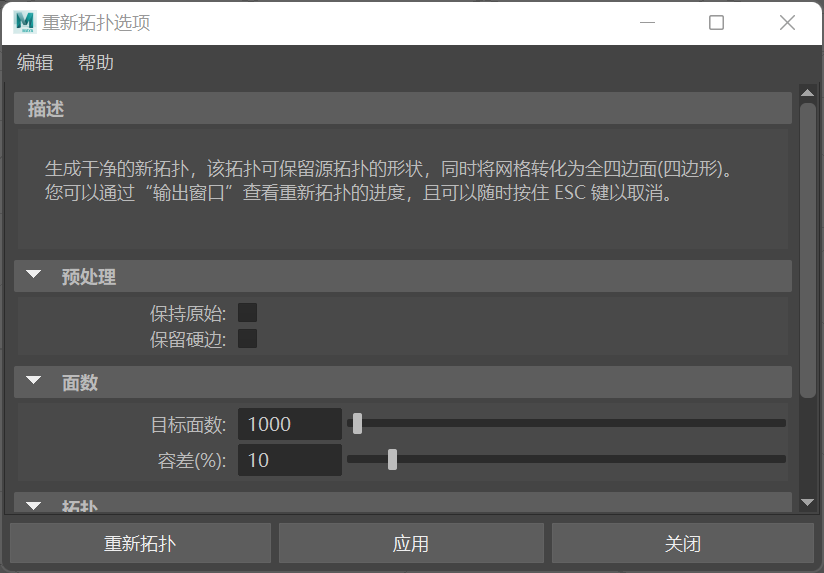 重新拓扑选项
编辑 帮助
描述
生成干净的新拓扑，该拓扑可保留源拓扑的形状，同时将网格转化为全四边面(四边形)。
您可以通过“输出窗口”查看重新拓扑的进度，且可以随时按住 ESC 键以取消。
预处理
保持原始:
保留硬边:
面数
目标面数: 1000
容差(%): 10
拓扑
重新拓扑 应用 关闭